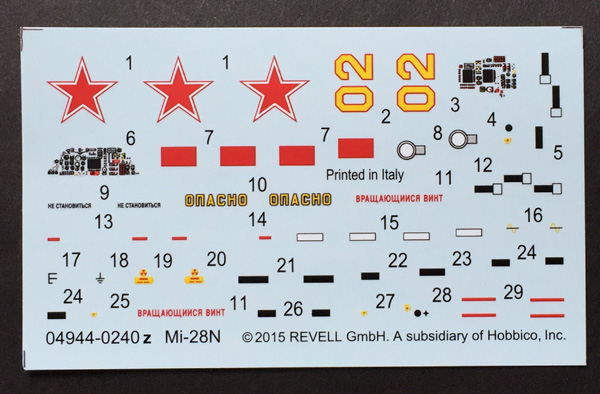 1 1 02 02
2 3 4 5
6 7 7 8
Printed in Italy
9 10 11 12
НЕ СТАНОВИТЬСЯ НЕ СТАНОВИТЬСЯ ОПАСНО ОПАСНО ВРАЩАЮЩИИСЯ ВИНТ
13 14 15 16
17 18 19 20 21 22 23 24
24 25 ВРАЩАЮЩИИСЯ ВИНТ 11 26 27 28 29
04944-0240 z Mi-28N ©2015 REVELL GmbH. A subsidiary of Hobbico, Inc.